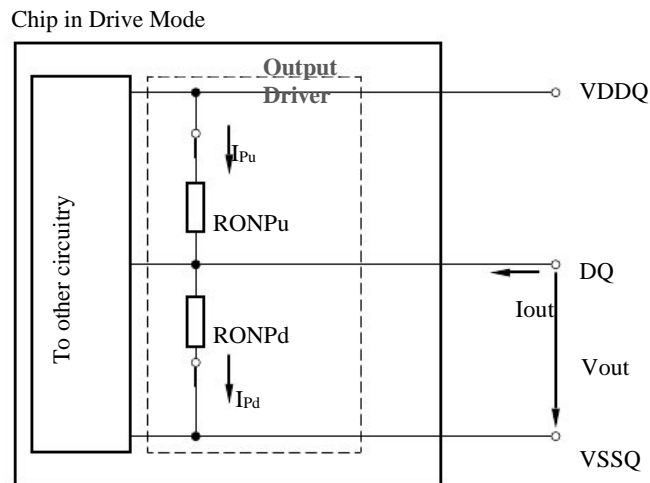 Chip in Drive Mode
Output
Driver
VDDQ
IPu
To other circuitry
RONPu
DQ
Iout
RONPd
Vout
IPd
VSSQ